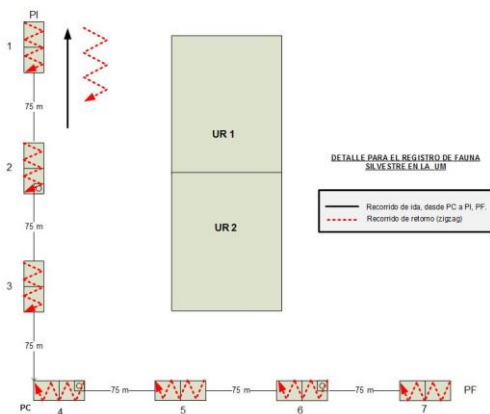 PI
1
75 m
2
75 m
3
75 m
UR 1
UR 2
DETALLE PARA EL REGISTRO DE FAUNA
SILVESTRE EN LA UM
Recorrido de ida, desde PC a PI, PF.
Recorrido de retorno (zigzag)
75 m
75 m
75 m
PF
PC
4
5
6
7